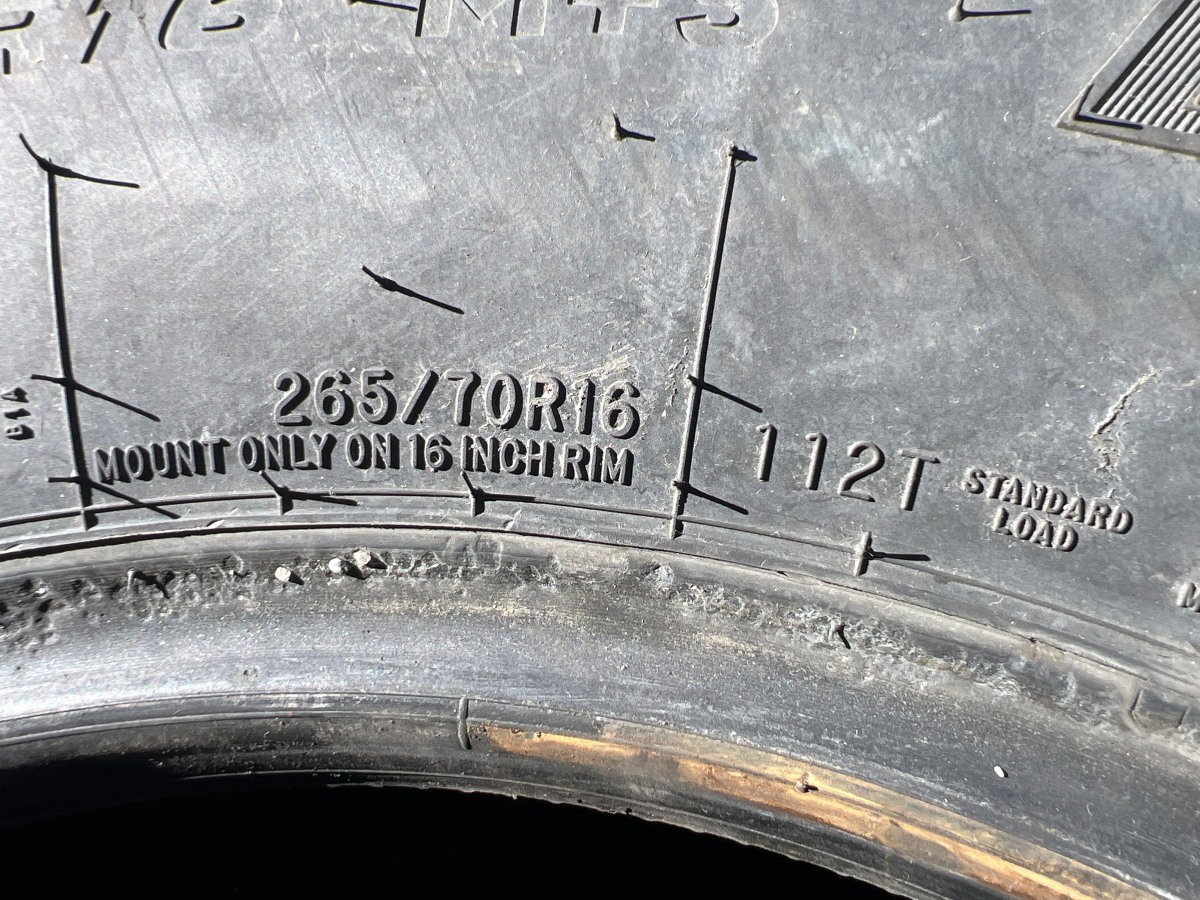 265/70R16
MOUNT ONLY ON 16 INCH RIM
112T
STANDARD
LOAD